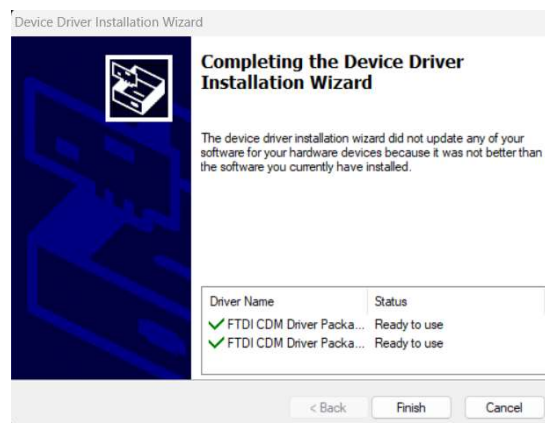 Device Driver Installation Wizard
Completing the Device Driver
Installation Wizard
The device driver installation wizard did not update any of your
software for your hardware devices because it was not better than
the software you currently have installed.
Driver Name Status
FTDI CDM Driver Packa... Ready to use
FTDI CDM Driver Packa... Ready to use
< Back Finish Cancel